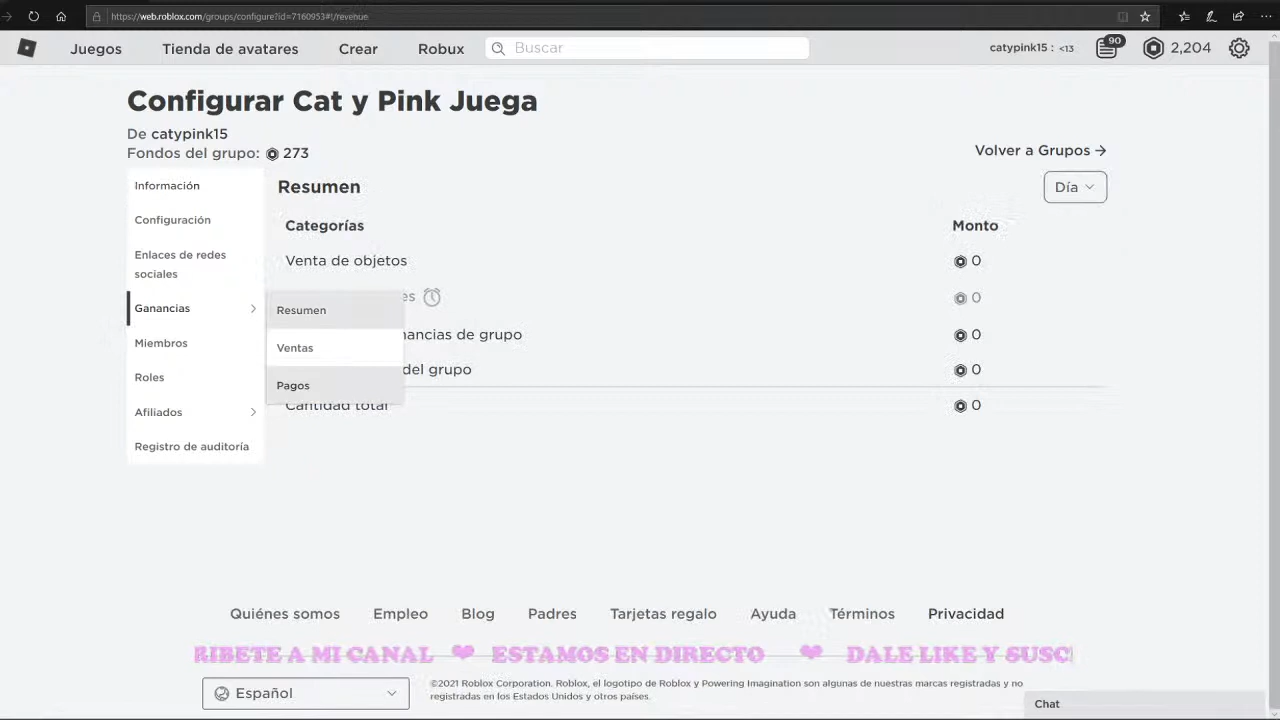 https://web.roblox.com/groups/configure?id=7160953#!/revenue
Juegos
Tienda de avatares
Crear
Robux
Buscar
catypink15 : <13
90
2,204
Configurar Cat y Pink Juega
De catypink15
Fondos del grupo: 273
Volver a Grupos
Información
Configuración
Enlaces de redes
sociales
Ganancias
Miembros
Roles
Afiliados
Registro de auditoría
Resumen
Ventas
Pagos
Resumen
Día
Categorías
Monto
Venta de objetos
0
0
de grupo
0
del grupo
0
Cantidad total
0
Quiénes somos
Empleo
Blog
Padres
Tarjetas regalo
Ayuda
Términos
Privacidad
RIBETE A MI CANAL ESTAMOS EN DIRECTO DALE LIKE Y SUSC
Español
©2021 Roblox Corporation. Roblox, el logotipo de Roblox y Powering Imagination son algunas de nuestras marcas registradas y no
registradas en los Estados Unidos y otros países.
Chat